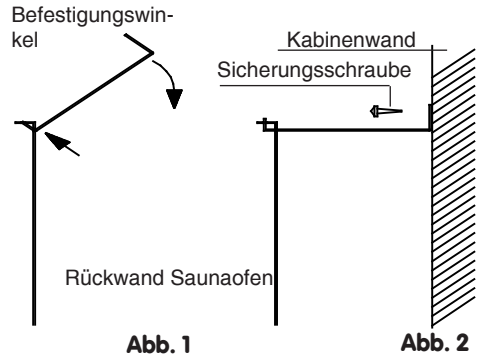 Befestigungswin-
kel
Kabinenwand
Sicherungsschraube
Rückwand Saunaofen
Abb. 1
Abb. 2